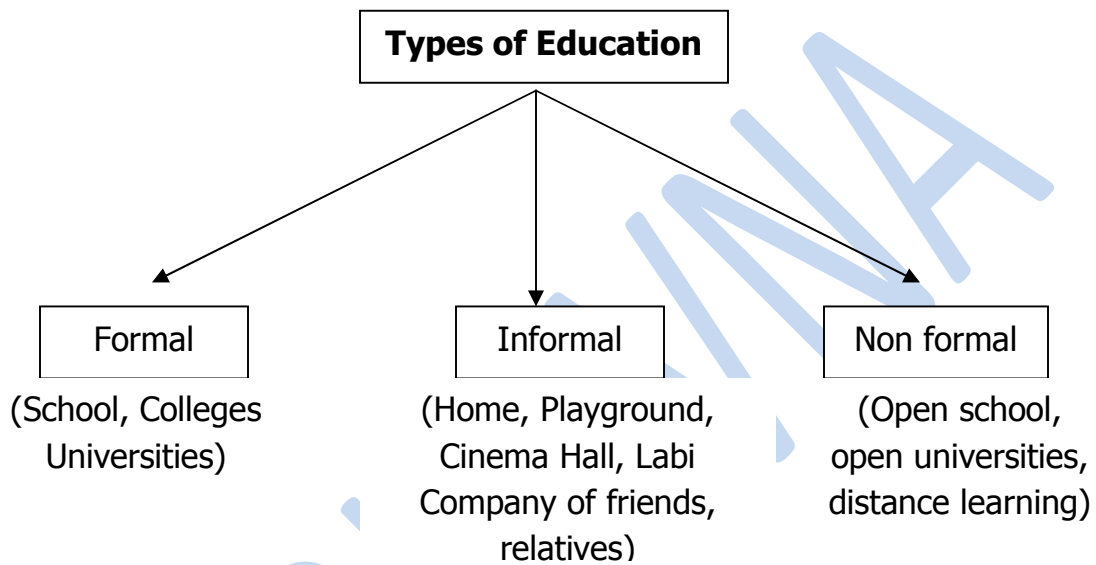 Types of Education
Formal
Informal
Non formal
(School, Colleges
Universities)
(Home, Playground,
Cinema Hall, Labi
Company of friends,
relatives)
(Open school,
open universities,
distance learning)